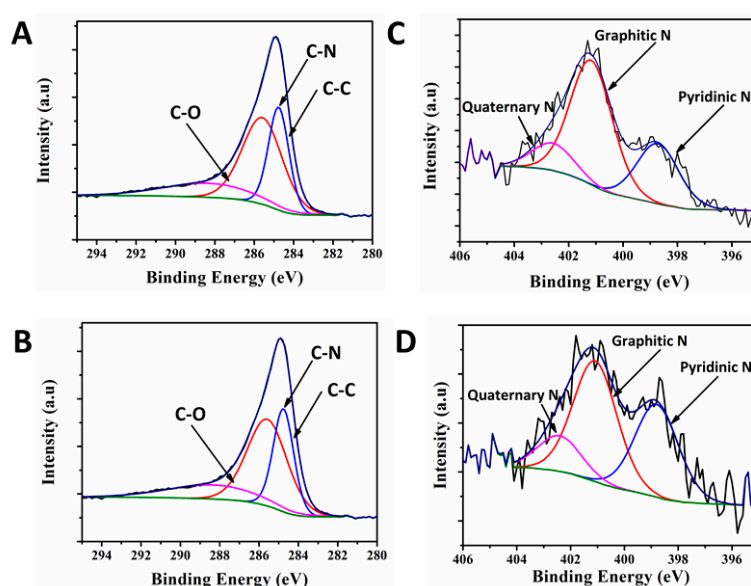 A
C-N
C-C
C-O
Intensity (a.u)
294 292 290 288 286 284 282 280
Binding Energy (eV)
C
Graphitic N
Quaternary N
Pyridinic N
Intensity (a.u)
406 404 402 400 398 396
Binding Energy (eV)
B
C-N
C-C
C-O
Intensity (a.u)
294 292 290 288 286 284 282 280
Binding Energy (eV)
D
Graphitic N
Pyridinic N
Quaternary N
Intensity (a.u)
406 404 402 400 398 396
Binding Energy (eV)